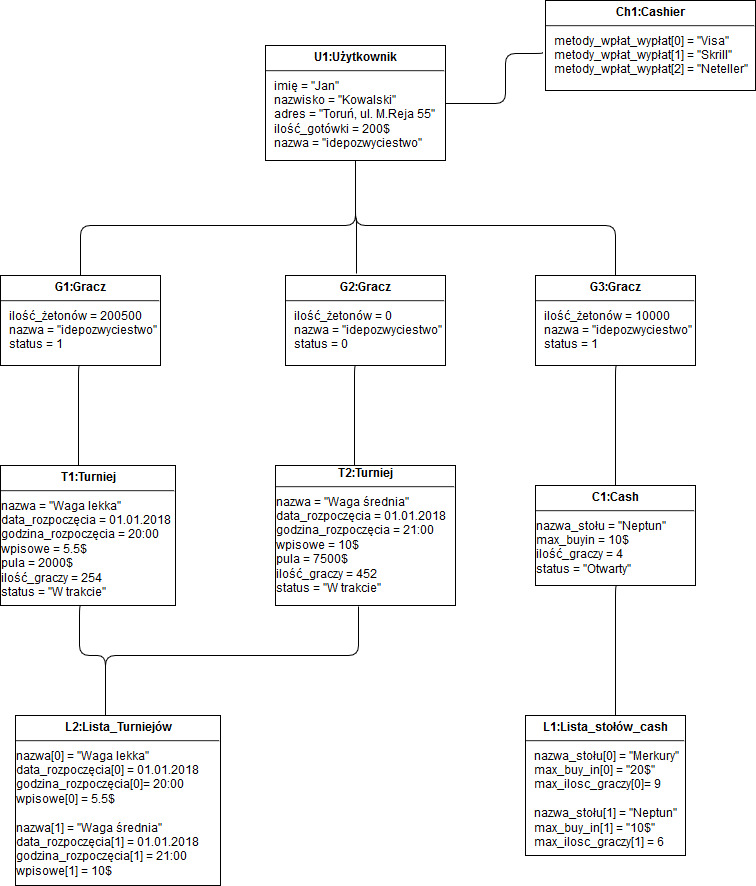 Ch1:Cashier
metody_wpłat_wypłat[0] = "Visa"
metody_wpłat_wypłat[1] = "Skrill"
metody_wpłat_wypłat[2] = "Neteller"
U1:Użytkownik
imię = "Jan"
nazwisko = "Kowalski"
adres = "Toruń, ul. M.Reja 55"
ilość_gotówki = 200$
nazwa = "idepozwyciestwo"
G1:Gracz
ilość_żetonów = 200500
nazwa = "idepozwyciestwo"
status = 1
G2:Gracz
ilość_żetonów = 0
nazwa = "idepozwyciestwo"
status = 0
G3:Gracz
ilość_żetonów = 10000
nazwa = "idepozwyciestwo"
status = 1
T1:Turniej
nazwa = "Waga lekka"
data_rozpoczęcia = 01.01.2018
godzina_rozpoczęcia = 20:00
wpisowe = 5.5$
pula = 2000$
ilość_graczy = 254
status = "W trakcie"
T2:Turniej
nazwa = "Waga średnia"
data_rozpoczęcia = 01.01.2018
godzina_rozpoczęcia = 21:00
wpisowe = 10$
pula = 7500$
ilość_graczy = 452
status = "W trakcie"
C1:Cash
nazwa_stołu = "Neptun"
max_buyin = 10$
ilość_graczy = 4
status = "Otwarty"
L2:Lista_Turniejów
nazwa[0] = "Waga lekka"
data_rozpoczęcia[0] = 01.01.2018
godzina_rozpoczęcia[0]= 20:00
wpisowe[0] = 5.5$
nazwa[1] = "Waga średnia"
data_rozpoczęcia[1] = 01.01.2018
godzina_rozpoczęcia[1] = 21:00
wpisowe[1] = 10$
L1:Lista_stołów_cash
nazwa_stołu[0] = "Merkury"
max_buy_in[0] = "20$"
max_ilosc_graczy[0]= 9
nazwa_stołu[1] = "Neptun"
max_buy_in[1] = "10$"
max_ilosc_graczy[1] = 6